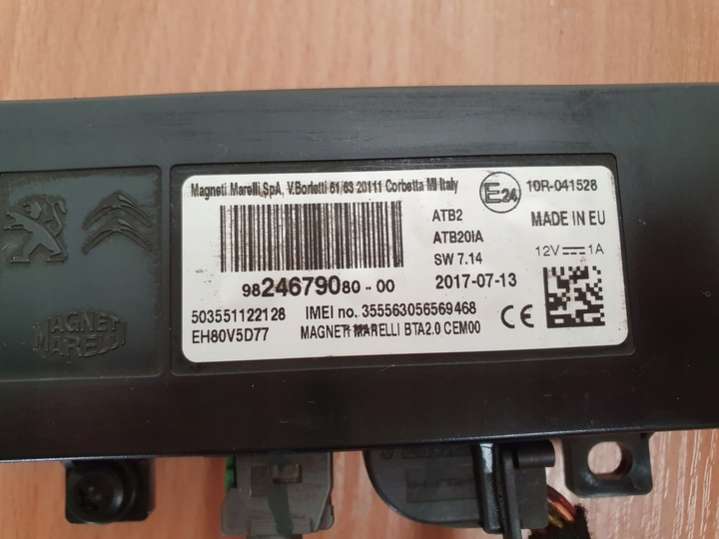 Magneti Marelli SpA, V.Borletti 61/63 20111 Corbetta MI Italy
E24
10R-041528
ATB2
MADE IN EU
ATB20IA
SW 7.14
12V 1A
9824679080-00
2017-07-13
503551122128
IMEI no. 355563056569468
EH80V5D77
MAGNETI MARELLI BTA2.0 CEM00
CE
MAGNETI
MARELLI